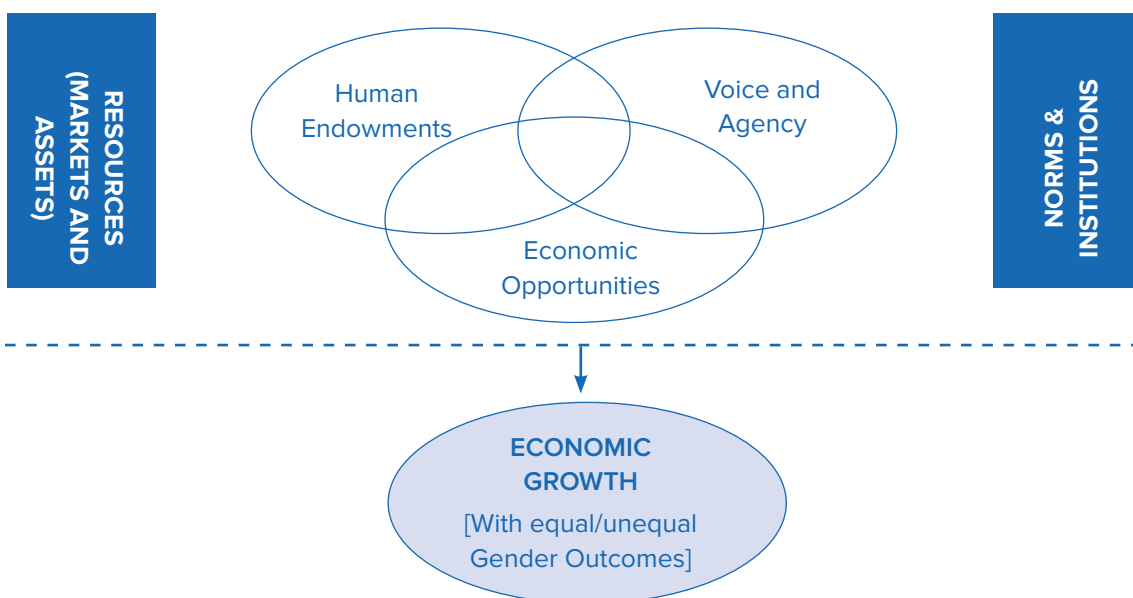 RESOURCES
(MARKETS AND
ASSETS)
Human
Endowments
Voice and
Agency
Economic
Opportunities
NORMS &
INSTITUTIONS
ECONOMIC
GROWTH
[With equal/unequal
Gender Outcomes]